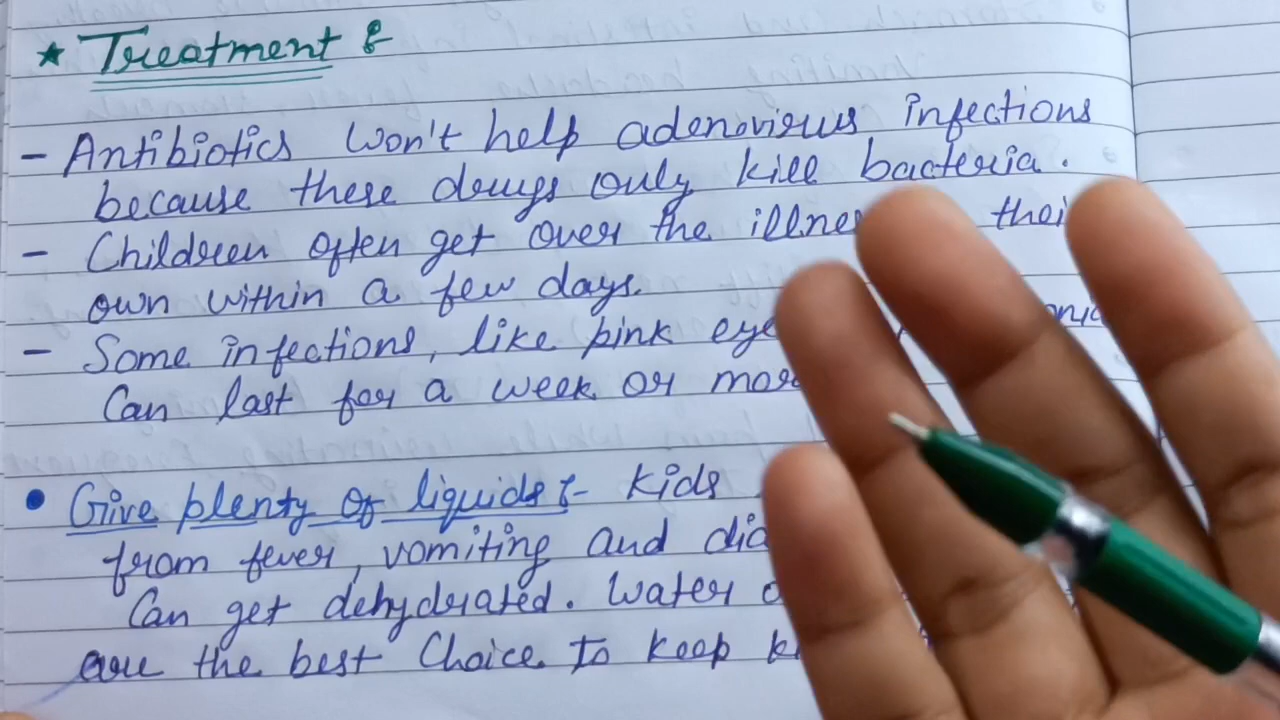 ★ Treatment :-
- Antibiotics won't help adenovirus infections
because these drugs only kill bacteria.
- Children often get over the illnes their
own within a few days.
- Some infections, like pink eye
Can last for a week or more
• Give plenty of liquids :- Kids
from fever, vomiting and
Can get dehydrated. Water
are the best Choice to keep